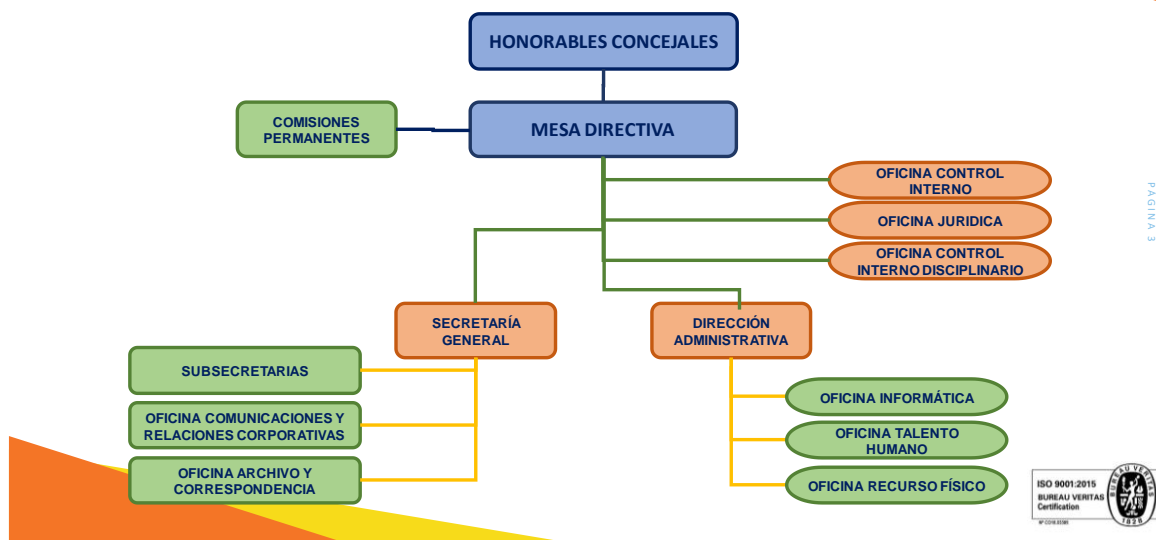 HONORABLES CONCEJALES
COMISIONES
PERMANENTES
MESA DIRECTIVA
OFICINA CONTROL
INTERNO
OFICINA JURIDICA
OFICINA CONTROL
INTERNO DISCIPLINARIO
PÁGINA 3
SECRETARÍA
GENERAL
DIRECCIÓN
ADMINISTRATIVA
SUBSECRETARIAS
OFICINA COMUNICACIONES Y
RELACIONES CORPORATIVAS
OFICINA ARCHIVO Y
CORRESPONDENCIA
OFICINA INFORMÁTICA
OFICINA TALENTO
HUMANO
OFICINA RECURSO FÍSICO
ISO 9001:2015
BUREAU VERITAS
Certification
BUREAU VERITAS
1828